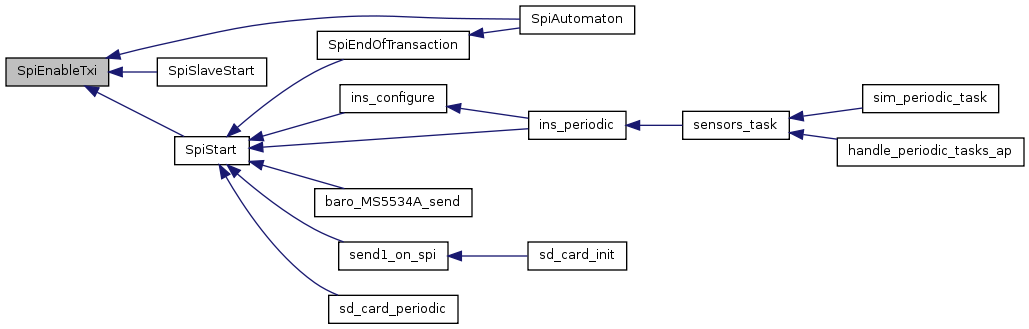 SpiAutomaton
SpiEndOfTransaction
SpiEnableTxi
SpiSlaveStart
ins_configure
sim_periodic_task
ins_periodic
sensors_task
SpiStart
handle_periodic_tasks_ap
baro_MS5534A_send
send1_on_spi
sd_card_init
sd_card_periodic